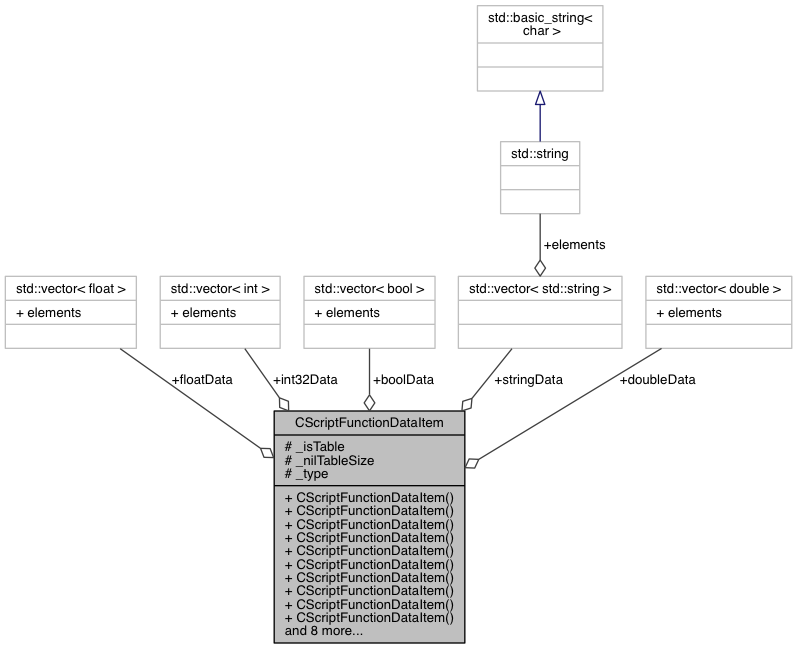 std::basic_string<
char >
std::string
+elements
std::vector< float >
+ elements
std::vector< int >
+ elements
std::vector< bool >
+ elements
std::vector< std::string >
std::vector< double >
+ elements
+floatData
+int32Data
+boolData
+stringData
+doubleData
CScriptFunctionDataItem
# _isTable
# _nilTableSize
# _type
+ CScriptFunctionDataItem()
+ CScriptFunctionDataItem()
+ CScriptFunctionDataItem()
+ CScriptFunctionDataItem()
+ CScriptFunctionDataItem()
+ CScriptFunctionDataItem()
+ CScriptFunctionDataItem()
+ CScriptFunctionDataItem()
+ CScriptFunctionDataItem()
+ CScriptFunctionDataItem()
and 8 more...